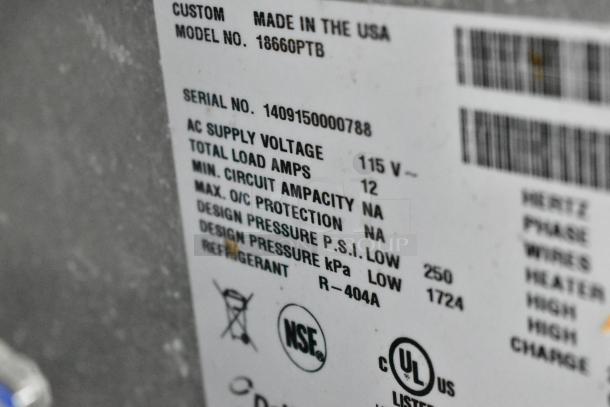 CUSTOM MADE IN THE USA
MODEL NO. 18660PTB
SERIAL NO. 1409150000788
AC SUPPLY VOLTAGE 115 V~
TOTAL LOAD AMPS 12
MIN. CIRCUIT AMPACITY NA
MAX. O/C PROTECTION NA
DESIGN PRESSURE P.S.I. LOW 250
DESIGN PRESSURE kPa LOW 1724
REFRIGERANT R-404A
HERTZ
PHASE
WIRES
HEATER
HIGH
HIGH
CHARGE
NSF®
C UL US
LISTED